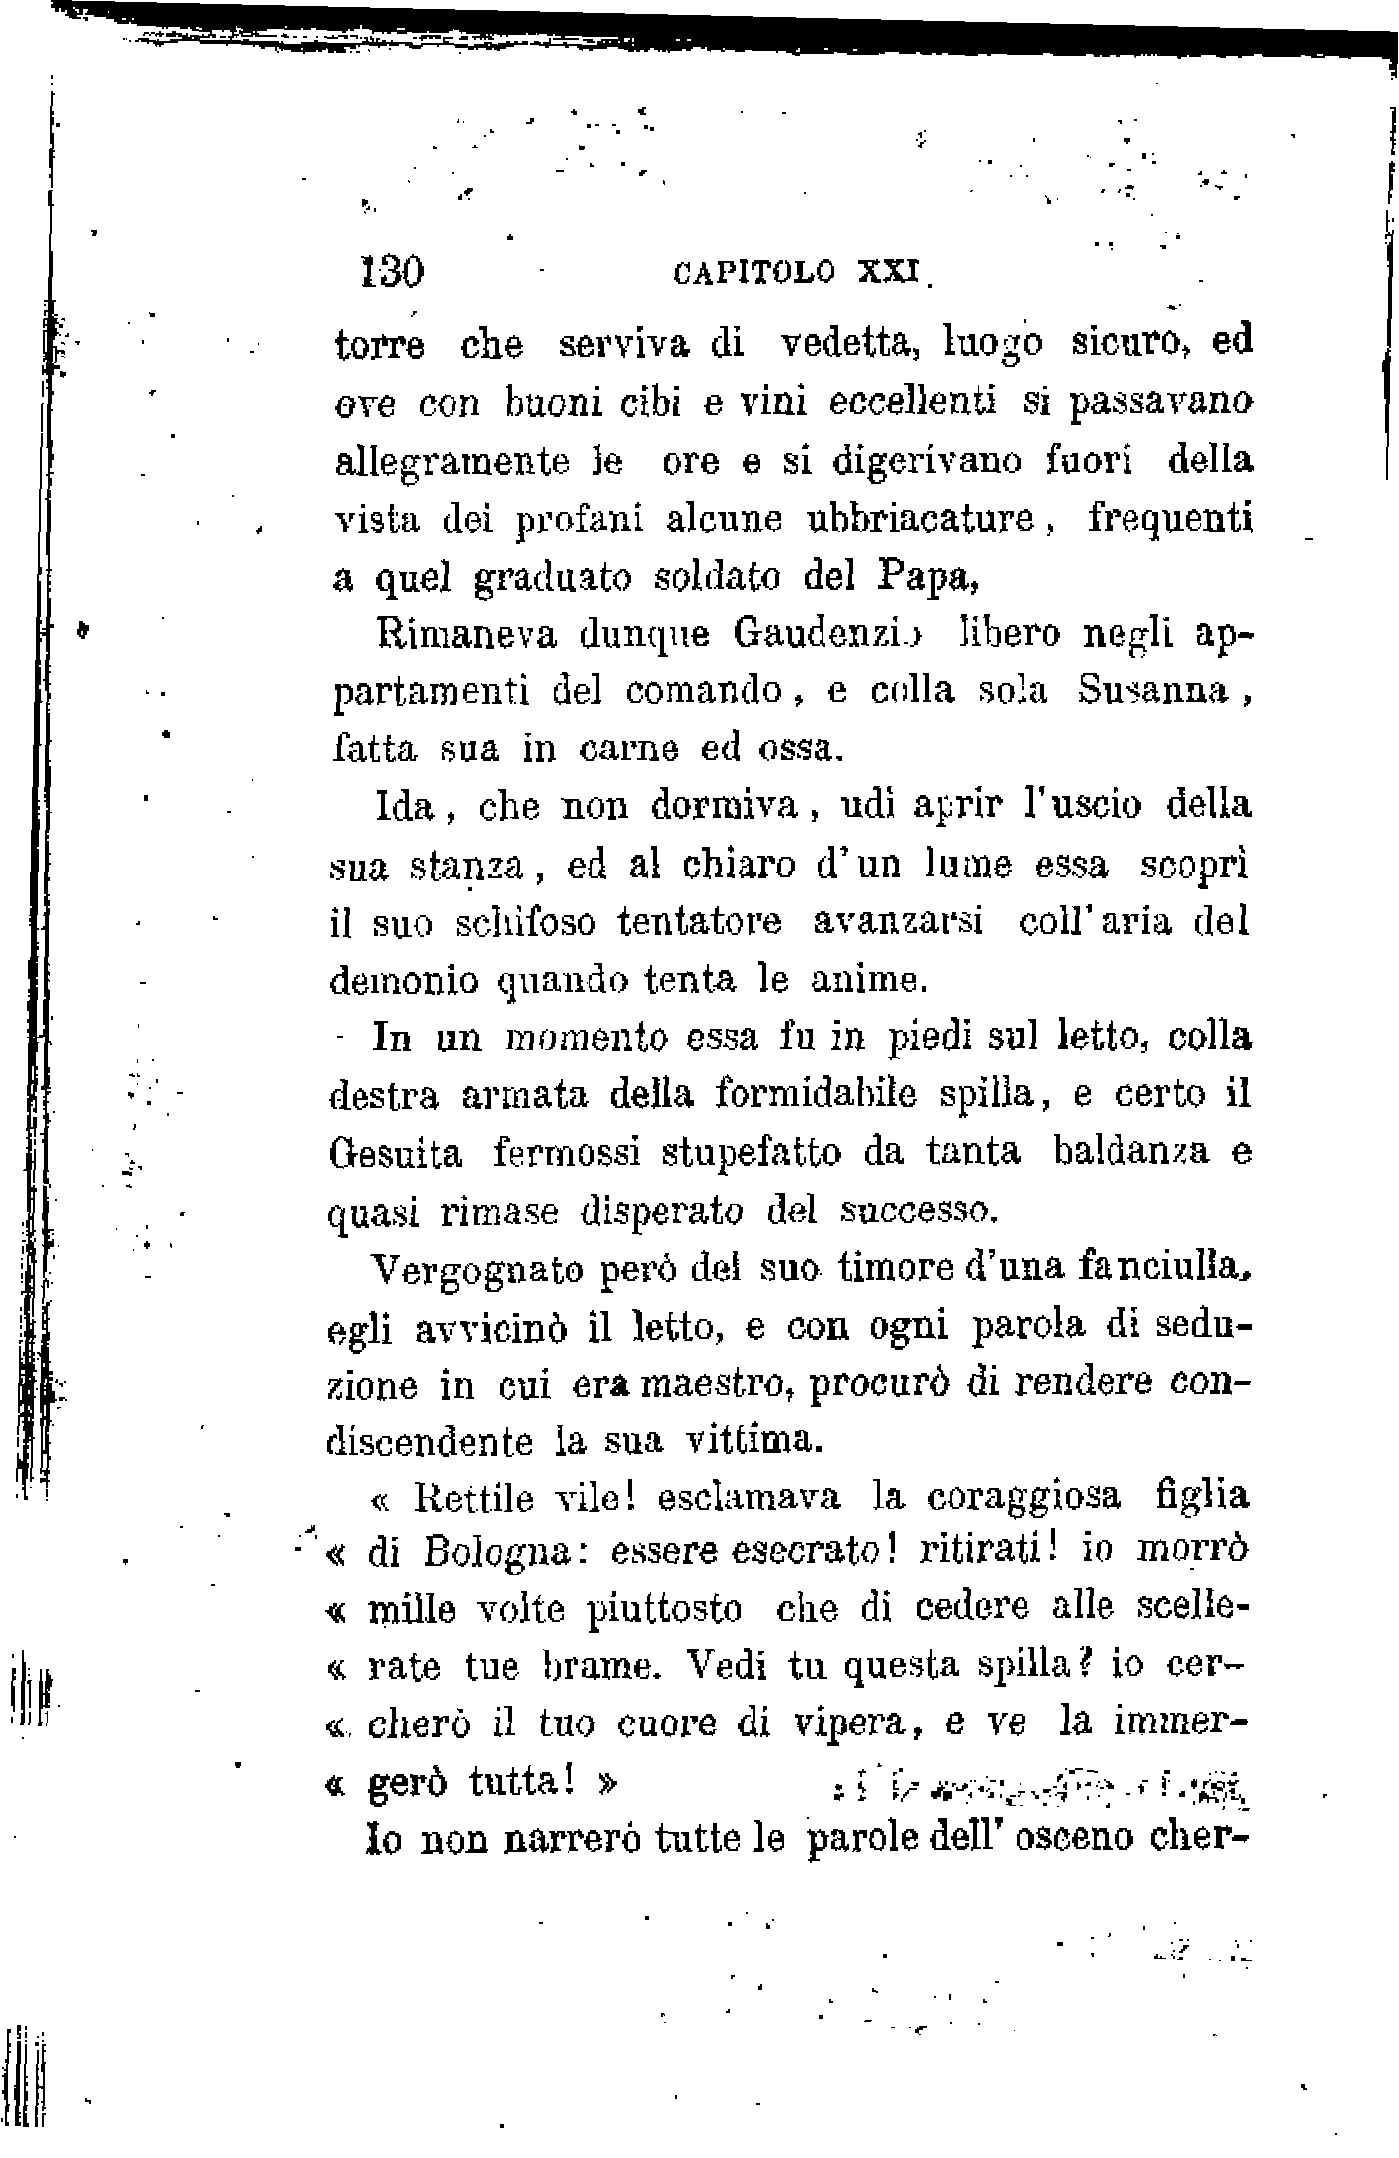 130 CAPITOLO XXI.
torre che serviva di vedetta, luogo sicuro, ed
ove con buoni cibi e vini eccellenti si passavano
allegramente le ore e si digerivano fuori della
vista dei profani alcune ubbriacature, frequenti
a quel graduato soldato del Papa,
Rimaneva dunque Gaudenzio libero negli ap-
partamenti del comando, e colla sola Susanna,
fatta sua in carne ed ossa.
Ida, che non dormiva, udì aprir l'uscio della
sua stanza, ed al chiaro d'un lume essa scoprì
il suo schifoso tentatore avanzarsi coll'aria del
demonio quando tenta le anime.
In un momento essa fu in piedi sul letto, colla
destra armata della formidabile spilla, e certo il
Gesuita fermossi stupefatto da tanta baldanza e
quasi rimase disperato del successo.
Vergognato però del suo timore d'una fanciulla,
egli avvicinò il letto, e con ogni parola di sedu-
zione in cui era maestro, procurò di rendere con-
discendente la sua vittima.
« Rettile vile! esclamava la coraggiosa figlia
« di Bologna: essere esecrato! ritirati! io morrò
« mille volte piuttosto che di cedere alle scelle-
« rate tue brame. Vedi tu questa spilla? io cer-
« cherò il tuo cuore di vipera, e ve la immer-
« gerò tutta! »
Io non narrerò tutte le parole dell'osceno cher-